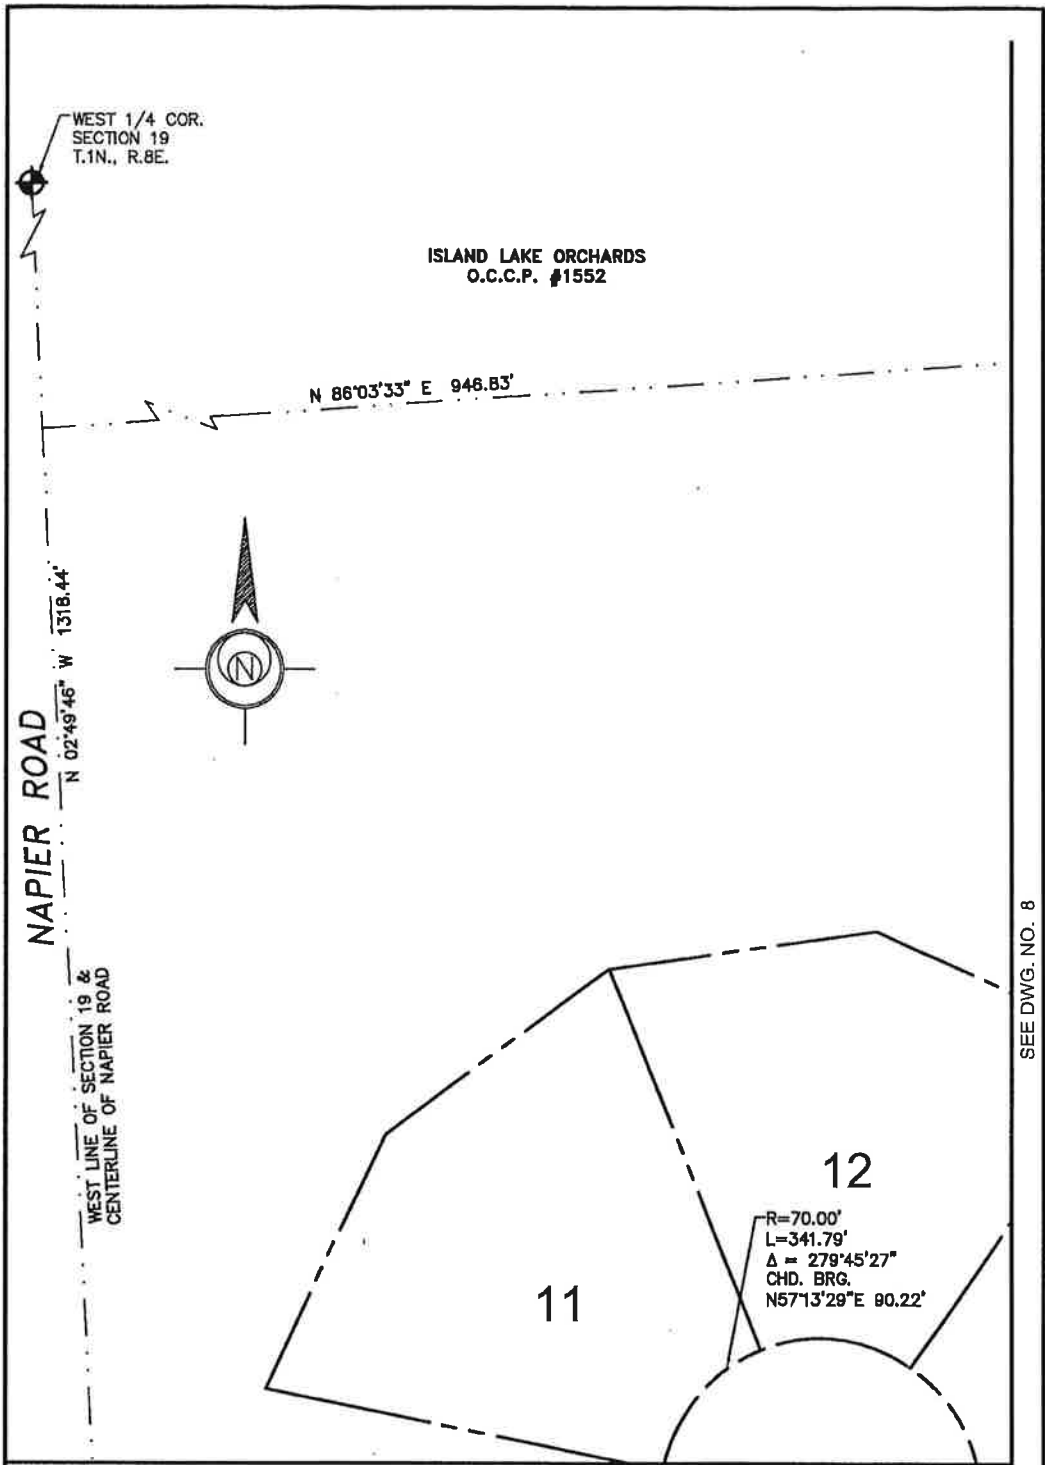 WEST 1/4 COR.
SECTION 19
T.1N., R.8E.
ISLAND LAKE ORCHARDS
O.C.C.P. #1552
N 86°03'33" E 946.83'
N 02°49'46" W 1318.44'
NAPIER ROAD
N
WEST LINE OF SECTION 19 &
CENTERLINE OF NAPIER ROAD
SEE DWG. NO. 8
12
R=70.00'
L=341.79'
Δ = 279°45'27"
CHD. BRG.
N57°13'29"E 90.22'
11